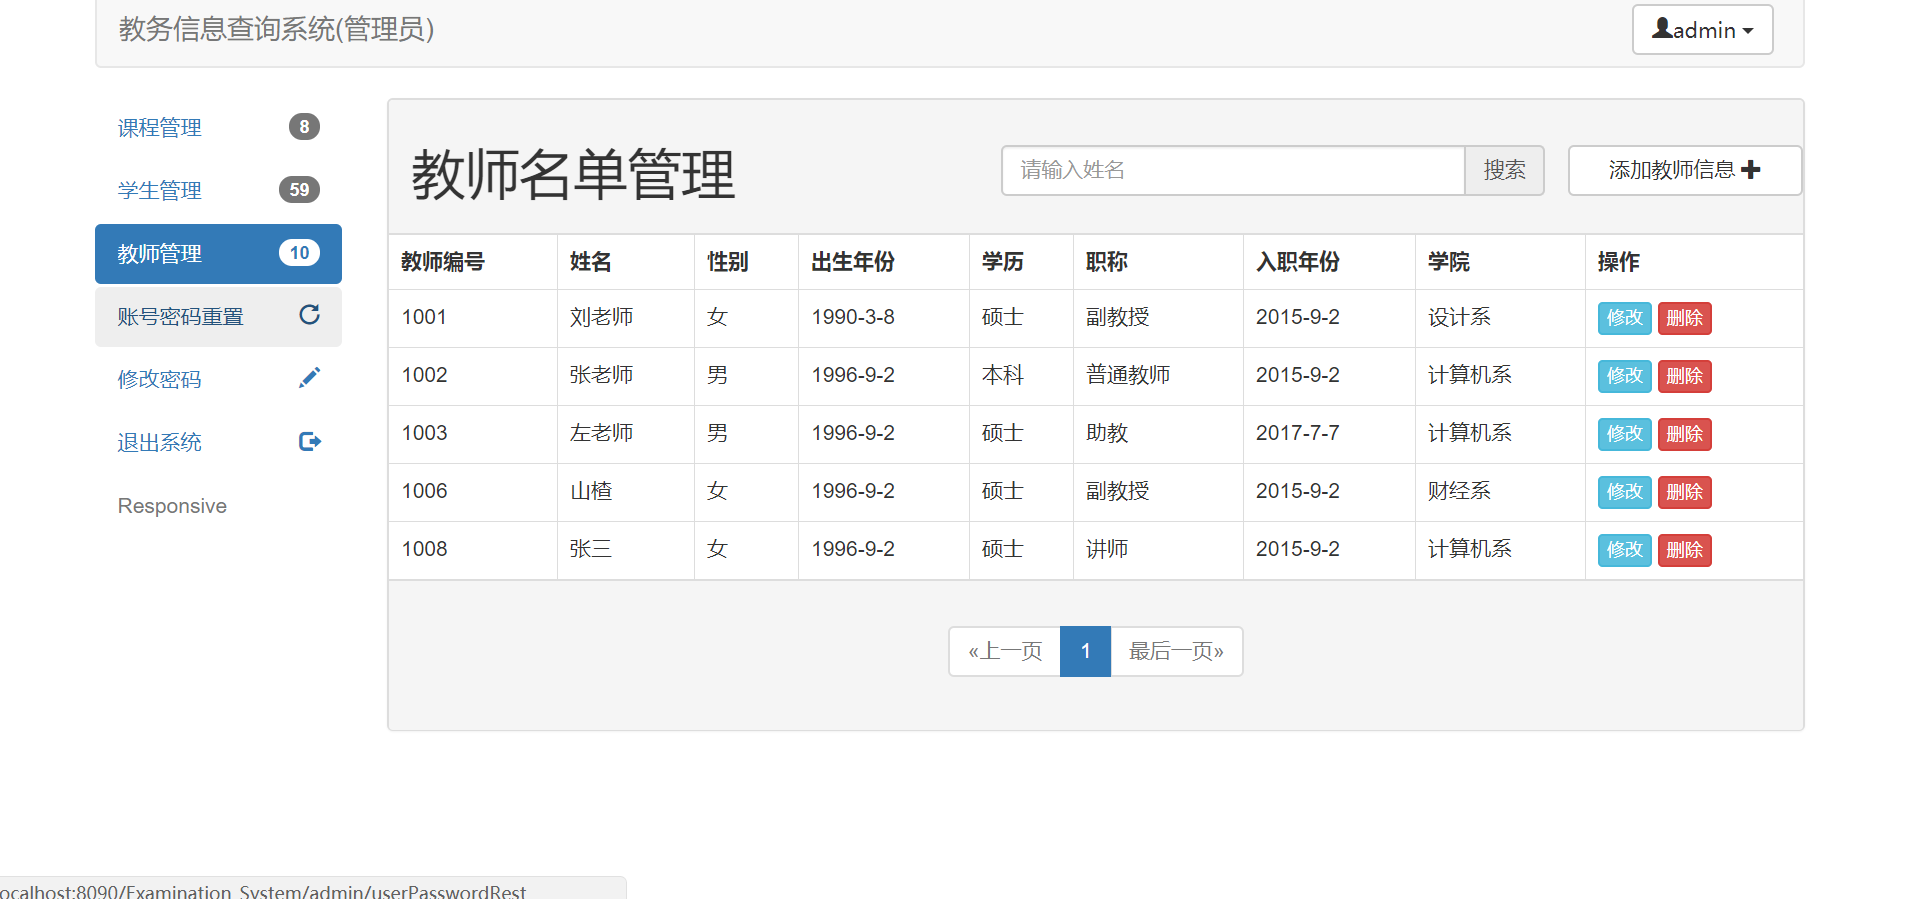 教务信息查询系统(管理员)
admin
课程管理 8
学生管理 59
教师管理 10
账号密码重置
修改密码
退出系统
Responsive
教师名单管理
请输入姓名 搜索 添加教师信息
教师编号 姓名 性别 出生年份 学历 职称 入职年份 学院 操作
1001 刘老师 女 1990-3-8 硕士 副教授 2015-9-2 设计系 修改 删除
1002 张老师 男 1996-9-2 本科 普通教师 2015-9-2 计算机系 修改 删除
1003 左老师 男 1996-9-2 硕士 助教 2017-7-7 计算机系 修改 删除
1006 山楂 女 1996-9-2 硕士 副教授 2015-9-2 财经系 修改 删除
1008 张三 女 1996-9-2 硕士 讲师 2015-9-2 计算机系 修改 删除
«上一页 1 最后一页»
ocalhost:8090/Examination_System/admin/userPasswordRest